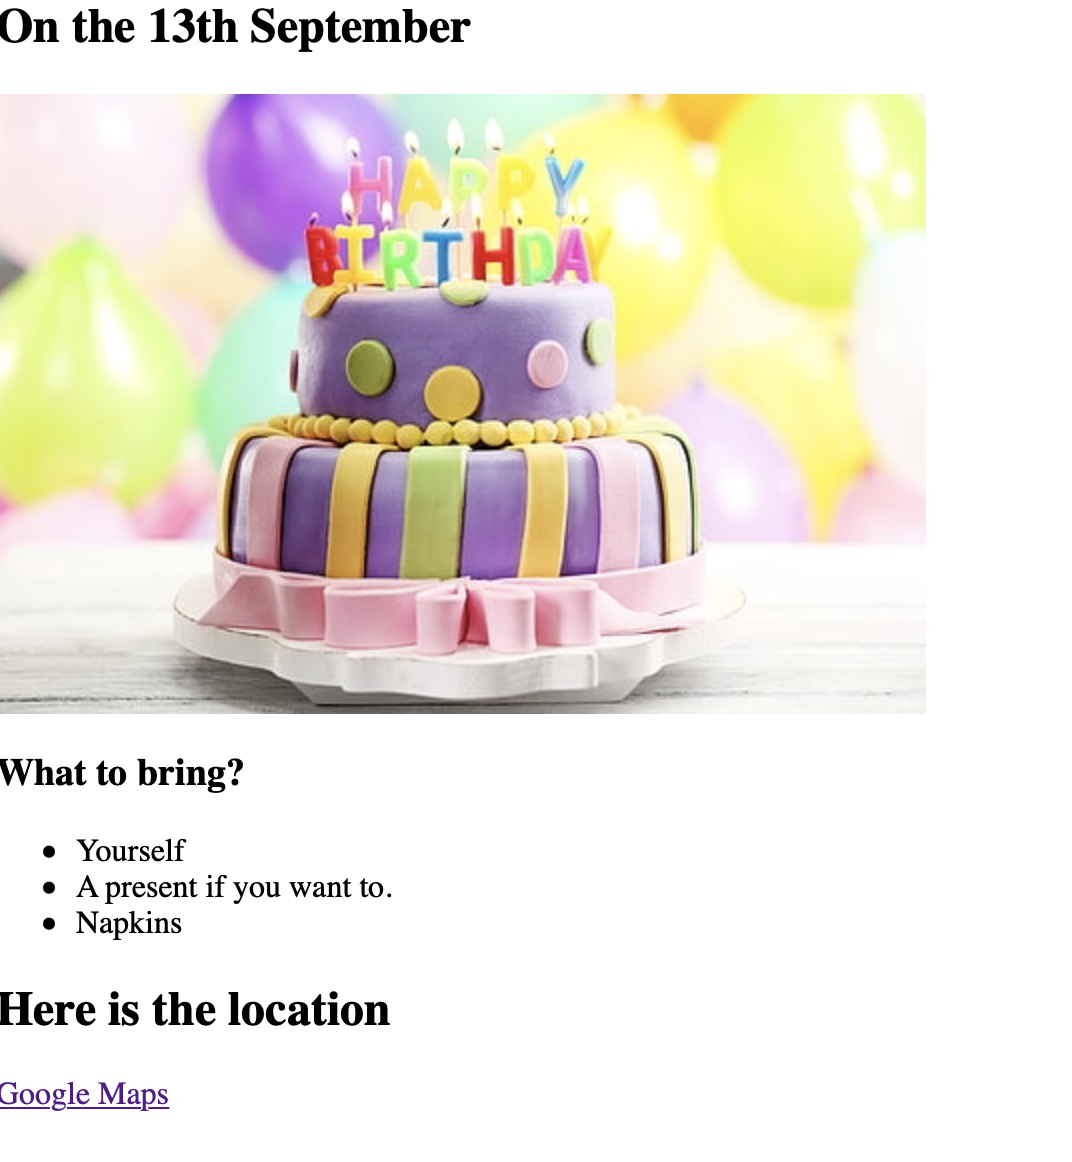 On the 13th September
HAPPY
BIRTHDAY
What to bring?
Yourself
A present if you want to.
Napkins
Here is the location
Google Maps